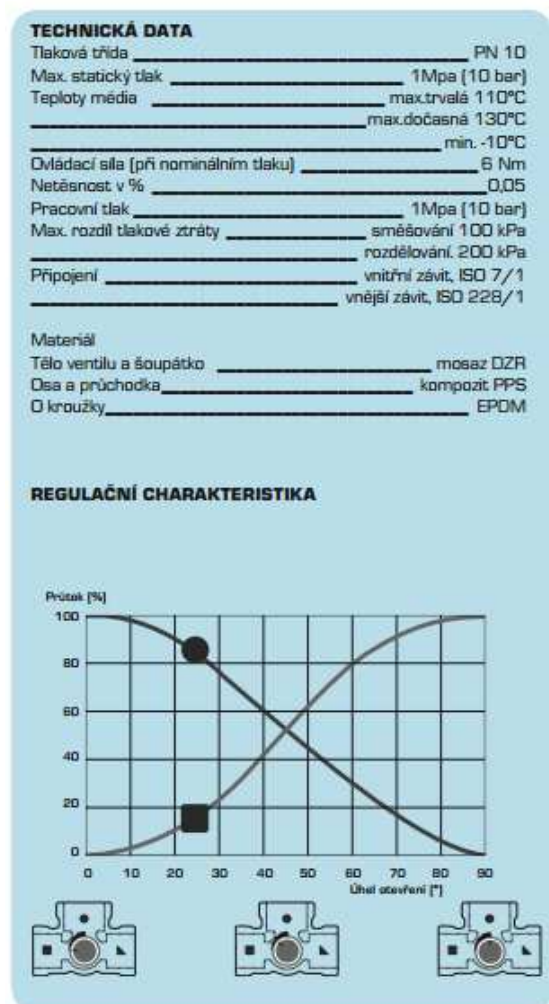 TECHNICKÁ DATA
Tlaková třída PN 10
Max. statický tlak 1Mpa (10 bar)
Teploty média max.trvalá 110°C
max.dočasná 130°C
min. -10°C
Ovládací síla (při nominálním tlaku) 6 Nm
Netěsnost v % 0,05
Pracovní tlak 1Mpa (10 bar)
Max. rozdíl tlakové ztráty směšování 100 kPa
rozdělování. 200 kPa
Připojení vnitřní závit, ISO 7/1
vnější závit, ISO 228/1
Materiál
Tělo ventilu a šoupátko mosaz DZR
Osa a průchodka kompozit PPS
O kroužky EPDM
REGULAČNÍ CHARAKTERISTIKA
Průtok (%)
100
80
60
40
20
0
0 10 20 30 40 50 60 70 80 90
Úhel otevření (°)